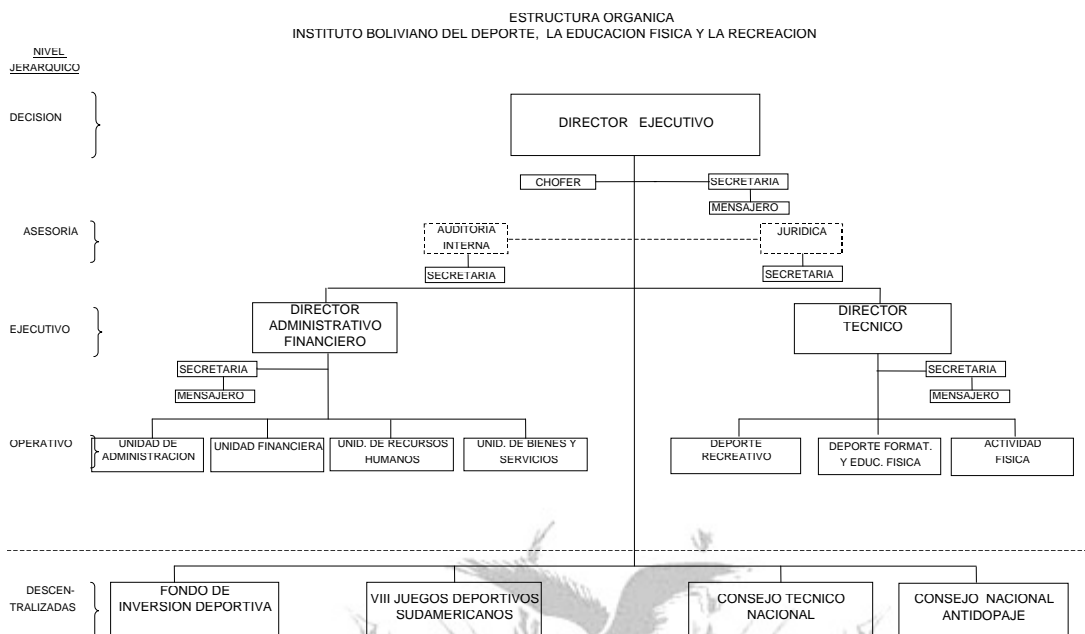 ESTRUCTURA ORGANICA
INSTITUTO BOLIVIANO DEL DEPORTE, LA EDUCACION FISICA Y LA RECREACION
NIVEL
JERARQUICO
DECISION
DIRECTOR EJECUTIVO
CHOFER
SECRETARIA
MENSAJERO
ASESORÍA
AUDITORIA
INTERNA
JURIDICA
SECRETARIA
SECRETARIA
EJECUTIVO
DIRECTOR
ADMINISTRATIVO
FINANCIERO
DIRECTOR
TECNICO
SECRETARIA
MENSAJERO
SECRETARIA
MENSAJERO
OPERATIVO
UNIDAD DE
ADMINISTRACION
UNIDAD FINANCIERA
UNID. DE RECURSOS
HUMANOS
UNID. DE BIENES Y
SERVICIOS
DEPORTE
RECREATIVO
DEPORTE FORMAT.
Y EDUC. FISICA
ACTIVIDAD
FISICA
DESCEN-
TRALIZADAS
FONDO DE
INVERSION DEPORTIVA
VIII JUEGOS DEPORTIVOS
SUDAMERICANOS
CONSEJO TECNICO
NACIONAL
CONSEJO NACIONAL
ANTIDOPAJE